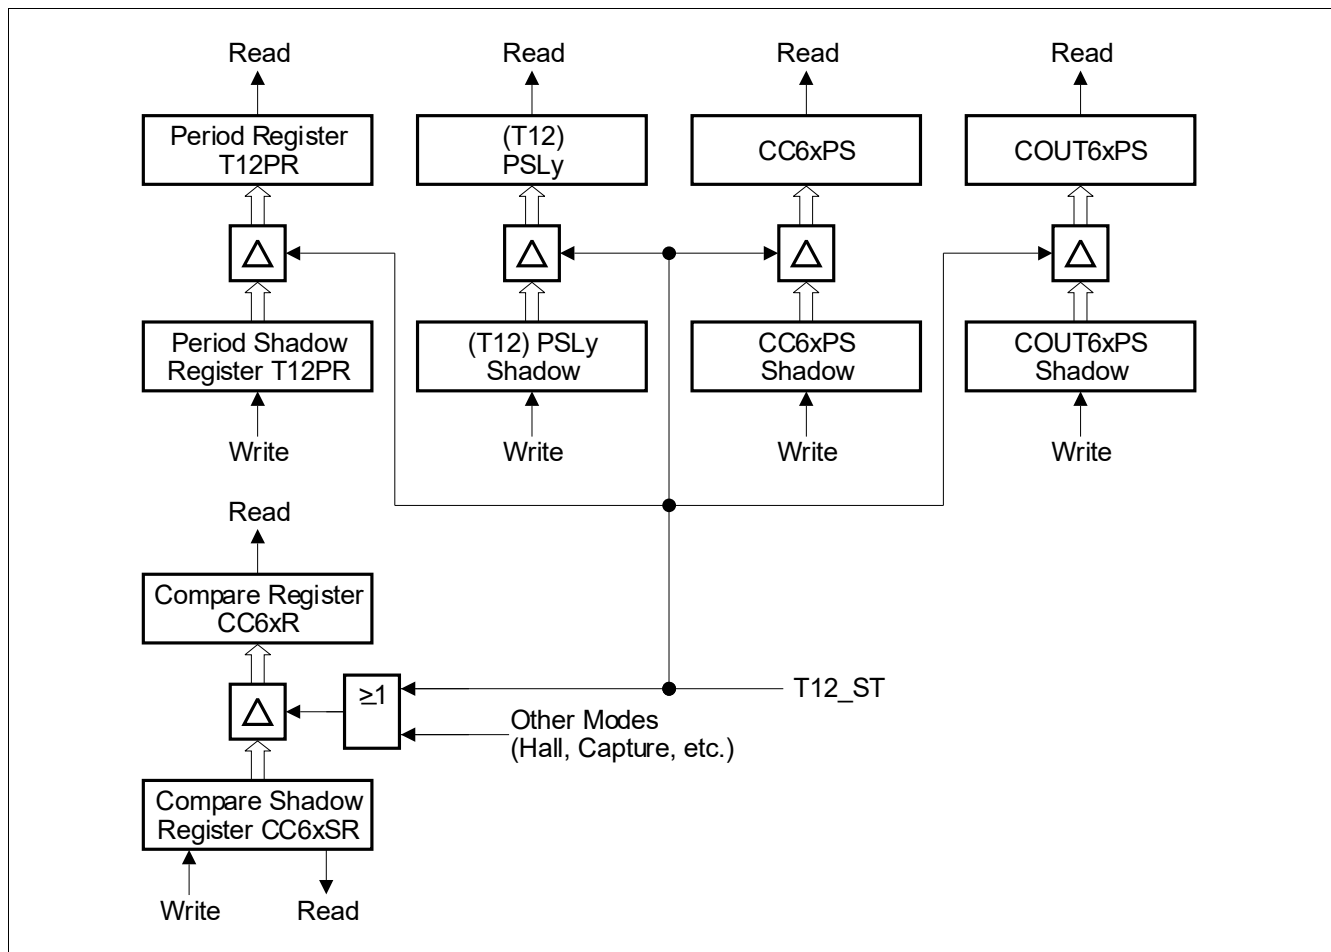 Read
Read
Read
Read
Period Register
T12PR
(T12)
PSLy
CC6xPS
COUT6xPS
Period Shadow
Register T12PR
(T12) PSLy
Shadow
CC6xPS
Shadow
COUT6xPS
Shadow
Write
Write
Write
Write
Read
Compare Register
CC6xR
≥1
T12_ST
Other Modes
(Hall, Capture, etc.)
Compare Shadow
Register CC6xSR
Write
Read